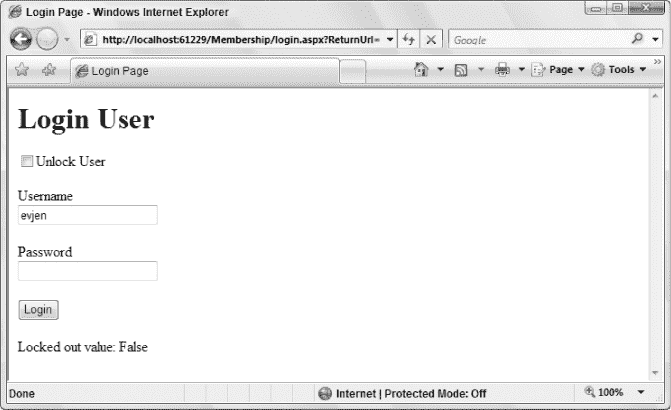 Login Page - Windows Internet Explorer
http://localhost:61229/Membership/login.aspx?ReturnUrl=
Google
Login Page
Page
Tools
Login User
Unlock User
Username
evjen
Password
Login
Locked out value: False
Done
Internet | Protected Mode: Off
100%